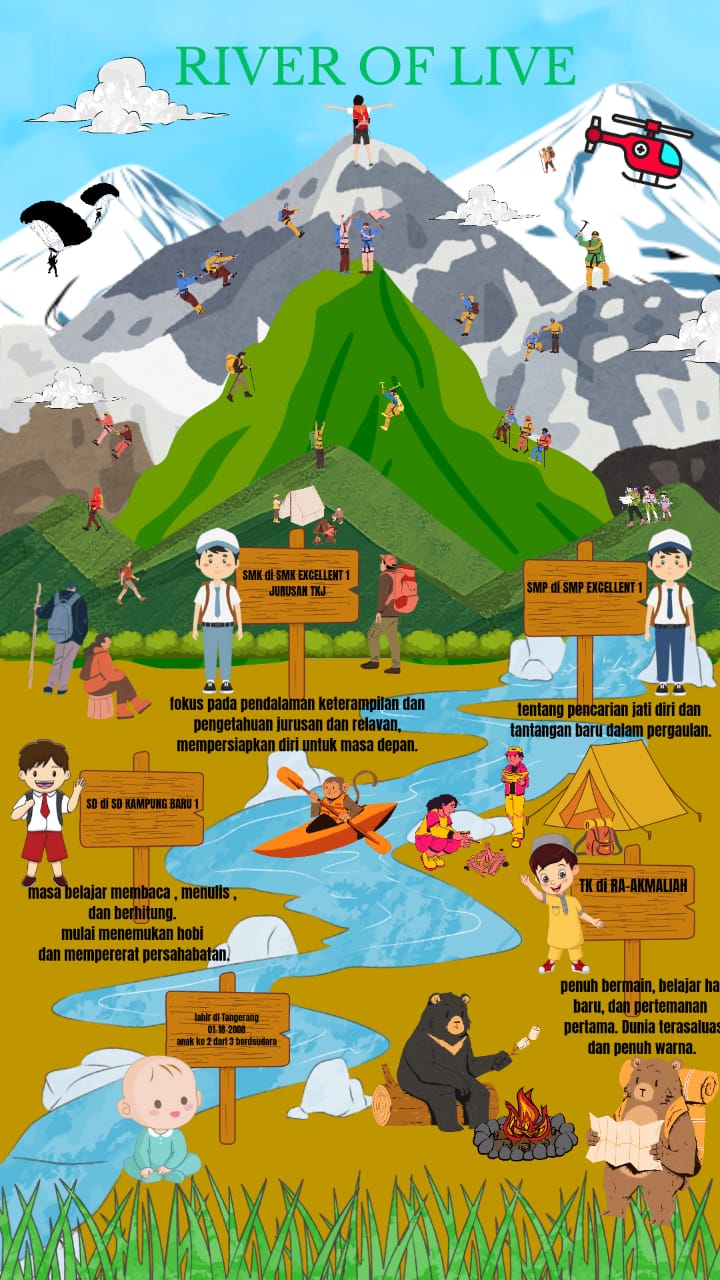 RIVER OF LIVE
SMK di SMK EXCELLENT 1
JURUSAN TKJ
SMP di SMP EXCELLENT 1
fokus pada pendalaman keterampilan dan
pengetahuan jurusan dan relavan,
mempersiapkan diri untuk masa depan.
tentang pencarian jati diri dan
tantangan baru dalam pergaulan.
SD di SD KAMPUNG BARU 1
masa belajar membaca , menulis ,
dan berhitung.
mulai menemukan hobi
dan mempererat persahabatan.
TK di RA-AKMALIAH
penuh bermain, belajar ha
baru, dan pertemanan
pertama. Dunia terasaluas
dan penuh warna.
lahir di Tangerang
01-18-2008
anak ke 2 dari 3 berdsudara